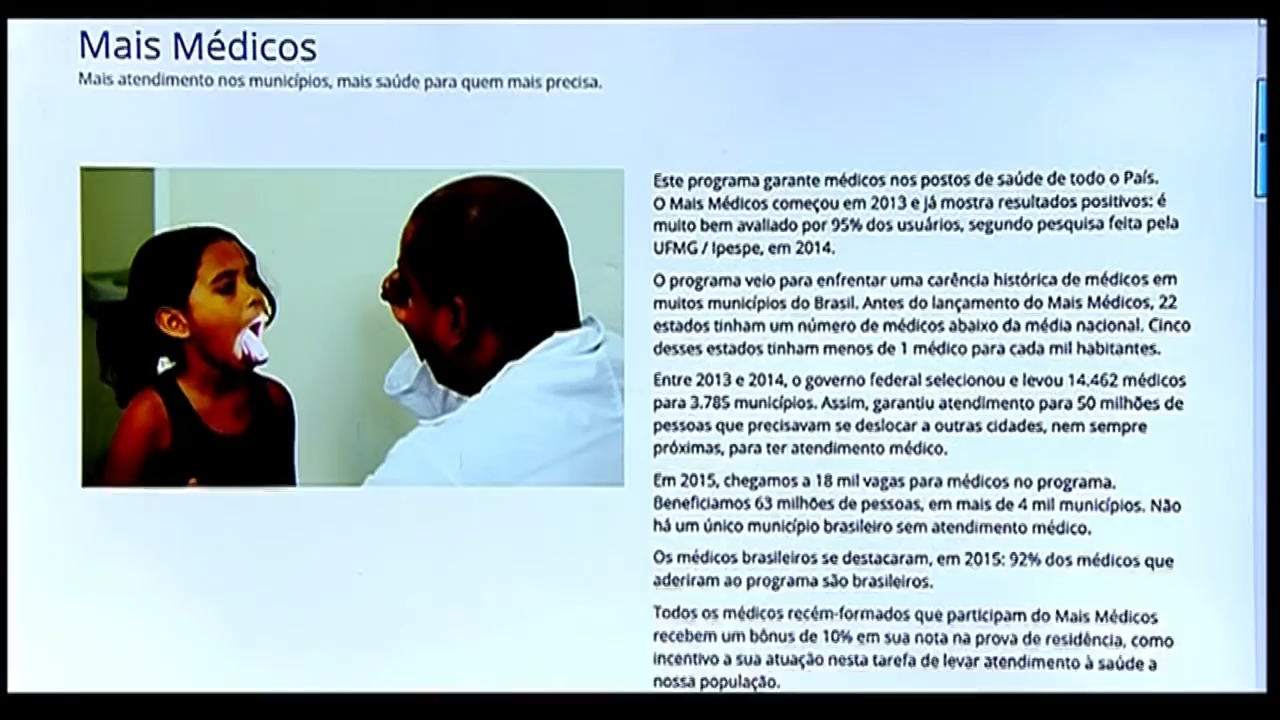 Mais Médicos
Mais atendimento nos municípios, mais saúde para quem mais precisa.
Este programa garante médicos nos postos de saúde de todo o País.
O Mais Médicos começou em 2013 e já mostra resultados positivos: é
muito bem avaliado por 95% dos usuários, segundo pesquisa feita pela
UFMG / Ipespe, em 2014.
O programa veio para enfrentar uma carência histórica de médicos em
muitos municípios do Brasil. Antes do lançamento do Mais Médicos, 22
estados tinham um número de médicos abaixo da média nacional. Cinco
desses estados tinham menos de 1 médico para cada mil habitantes.
Entre 2013 e 2014, o governo federal selecionou e levou 14.462 médicos
para 3.785 municípios. Assim, garantiu atendimento para 50 milhões de
pessoas que precisavam se deslocar a outras cidades, nem sempre
próximas, para ter atendimento médico.
Em 2015, chegamos a 18 mil vagas para médicos no programa.
Beneficiamos 63 milhões de pessoas, em mais de 4 mil municípios. Não
há um único município brasileiro sem atendimento médico.
Os médicos brasileiros se destacaram, em 2015: 92% dos médicos que
aderiram ao programa são brasileiros.
Todos os médicos recém-formados que participam do Mais Médicos
recebem um bônus de 10% em sua nota na prova de residência, como
incentivo a sua atuação nesta tarefa de levar atendimento à saúde a
nossa população.